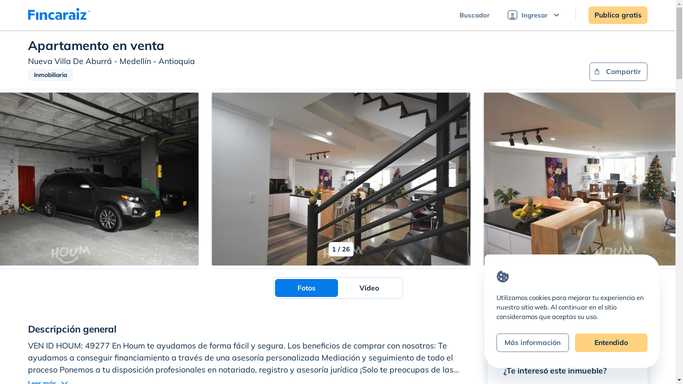 Fincaraíz
Buscador
Ingresar
Publica gratis
Apartamento en venta
Nueva Villa De Aburrá - Medellín - Antioquia
Inmobiliaria
Compartir
HOUM
HOUM
HOUM
1 / 26
Fotos
Video
Descripción general
VEN ID HOUM: 49277 En Houm te ayudamos de forma fácil y segura. Los beneficios de comprar con nosotros: Te
ayudamos a conseguir financiamiento a través de una asesoría personalizada Mediación y seguimiento de todo el
proceso Ponemos a tu disposición profesionales en notariado, registro y asesoría jurídica ¡Solo te preocupas de las...
Leer más
Utilizamos cookies para mejorar tu experiencia en
nuestro sitio web. Al continuar en el sitio
consideramos que aceptas su uso.
Más información
Entendido
¿Te interesó este inmueble?